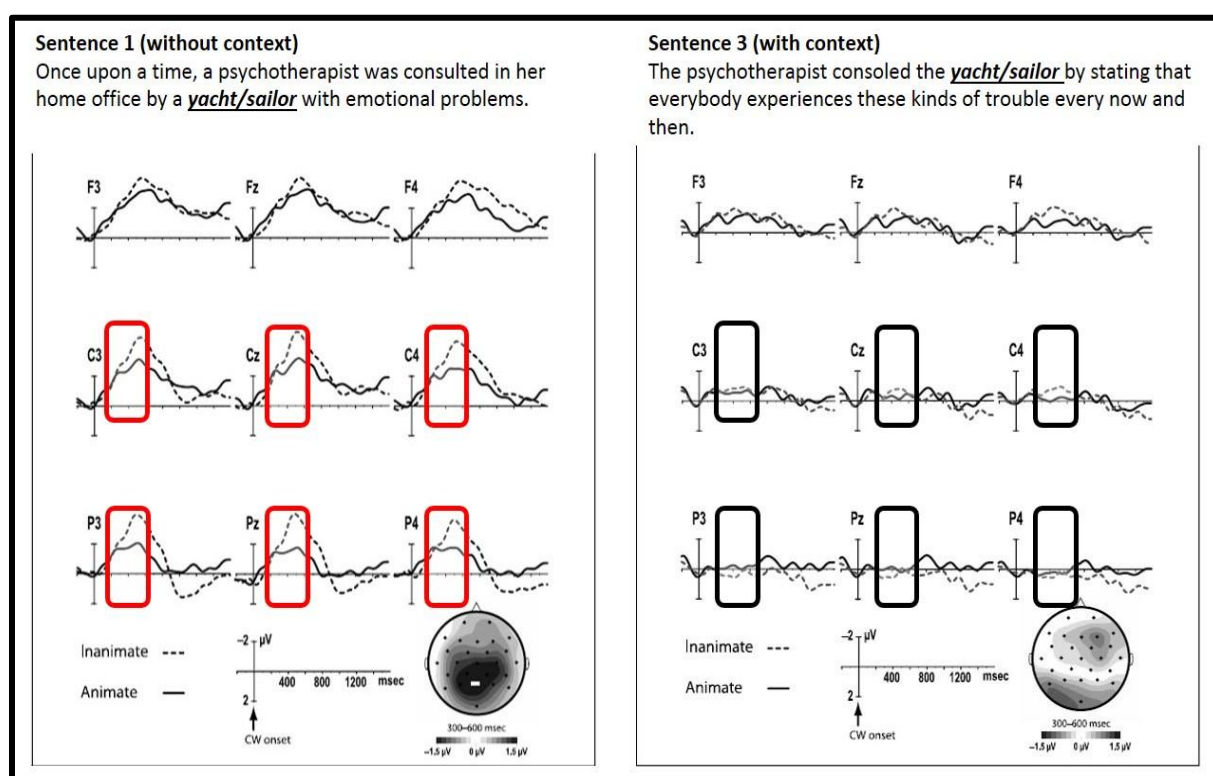 Sentence 1 (without context)
Once upon a time, a psychotherapist was consulted in her
home office by a yacht/sailor with emotional problems.
F3 Fz F4
C3 Cz C4
P3 Pz P4
Inanimate
Animate
–2 µV
2
400 800 1200 msec
CW onset
300–600 msec
–1.5 µV 0 µV 1.5 µV
Sentence 3 (with context)
The psychotherapist consoled the yacht/sailor by stating that
everybody experiences these kinds of trouble every now and
then.
F3 Fz F4
C3 Cz C4
P3 Pz P4
Inanimate
Animate
–2 µV
2
400 800 1200 msec
CW onset
300–600 msec
–1.5 µV 0 µV 1.5 µV